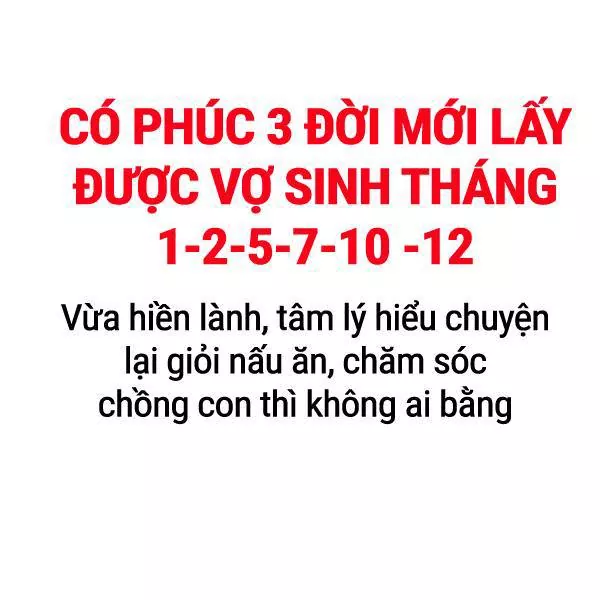 CÓ PHÚC 3 ĐỜI MỚI LẤY
ĐƯỢC VỢ SINH THÁNG
1-2-5-7-10 -12
Vừa hiền lành, tâm lý hiểu chuyện
lại giỏi nấu ăn, chăm sóc
chồng con thì không ai bằng